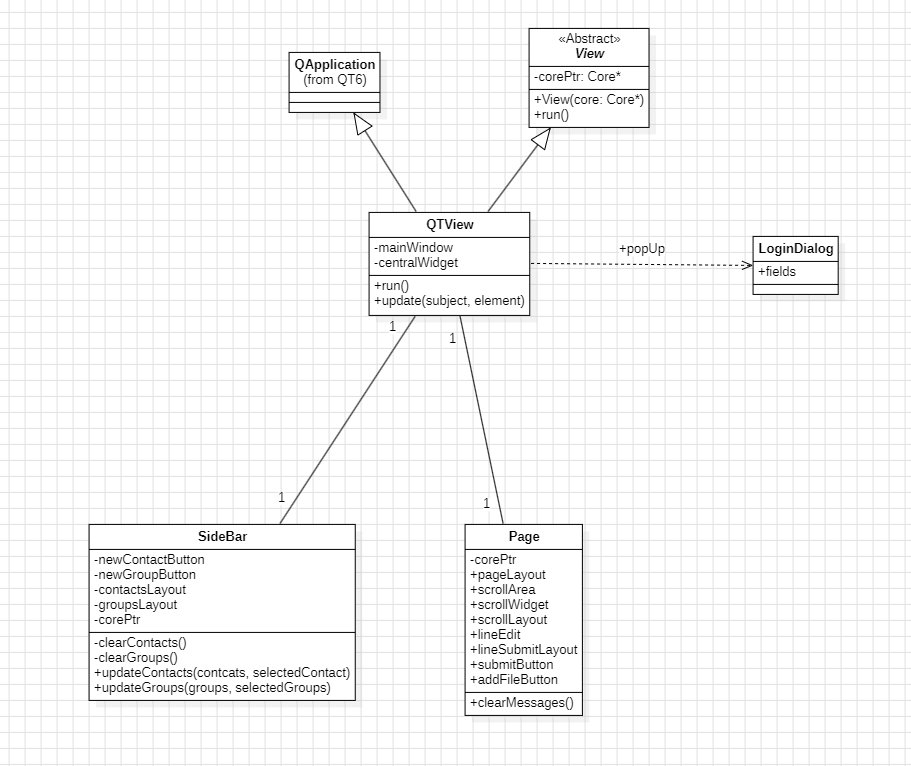 «Abstract»
View
-corePtr: Core*
+View(core: Core*)
+run()
QApplication
(from QT6)
QTView
-mainWindow
-centralWidget
+run()
+update(subject, element)
+popUp
LoginDialog
+fields
1
1
1
1
SideBar
-newContactButton
-newGroupButton
-contactsLayout
-groupsLayout
-corePtr
-clearContacts()
-clearGroups()
+updateContacts(contcats, selectedContact)
+updateGroups(groups, selectedGroups)
Page
-corePtr
+pageLayout
+scrollArea
+scrollWidget
+scrollLayout
+lineEdit
+lineSubmitLayout
+submitButton
+addFileButton
+clearMessages()